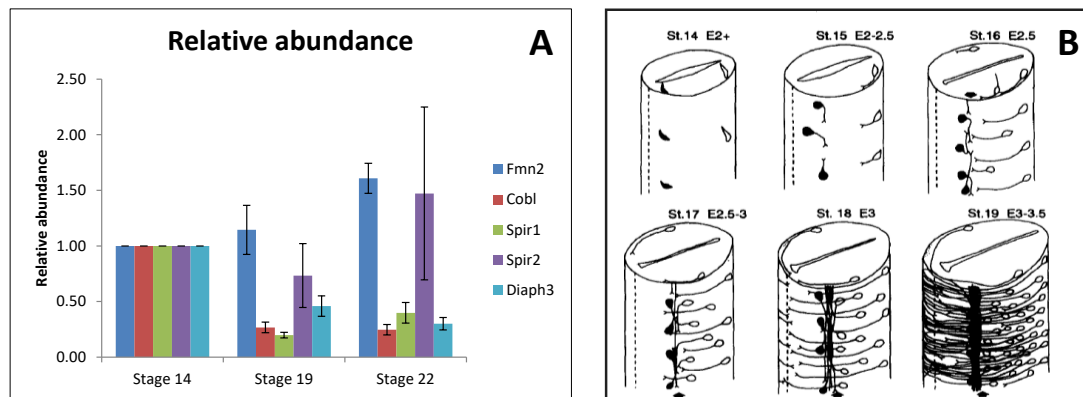 Relative abundance
A
Relative abundance
2.50
2.00
1.50
1.00
0.50
0.00
Stage 14 Stage 19 Stage 22
Fmn2
Cobl
Spir1
Spir2
Diaph3
B
St.14 E2+ St.15 E2-2.5 St.16 E2.5
St.17 E2.5-3 St. 18 E3 St.19 E3-3.5